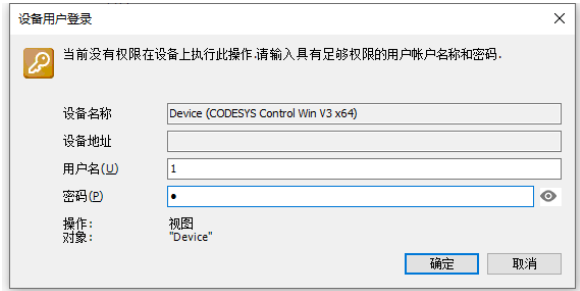 设备用户登录
当前没有权限在设备上执行此操作.请输入具有足够权限的用户帐户名称和密码.
设备名称 Device (CODESYS Control Win V3 x64)
设备地址
用户名(U) 1
密码(P) •
操作: 视图
对象: "Device"
确定 取消